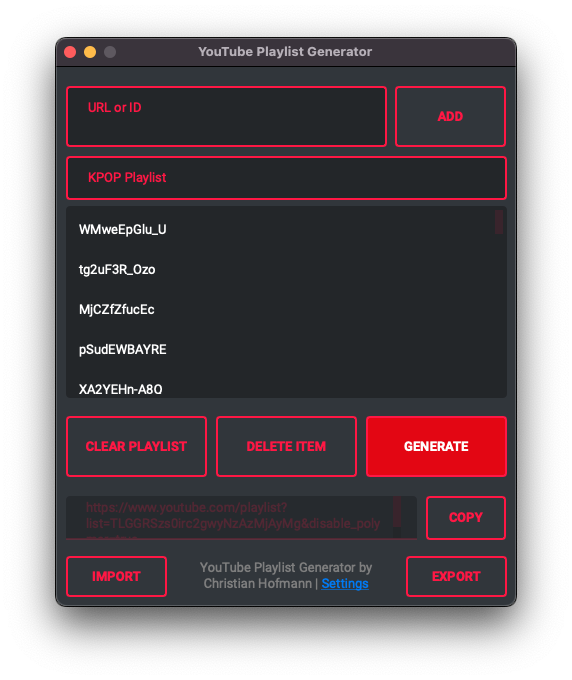 YouTube Playlist Generator
URL or ID
ADD
KPOP Playlist
WMweEpGlu_U
tg2uF3R_Ozo
MjCZfZfucEc
pSudEWBAYRE
XA2YEHn-A8Q
CLEAR PLAYLIST
DELETE ITEM
GENERATE
https://www.youtube.com/playlist?
list=TLGGRSzs0irc2gwyNzAzMjAyMg&disable_poly
COPY
IMPORT
YouTube Playlist Generator by
Christian Hofmann | Settings
EXPORT